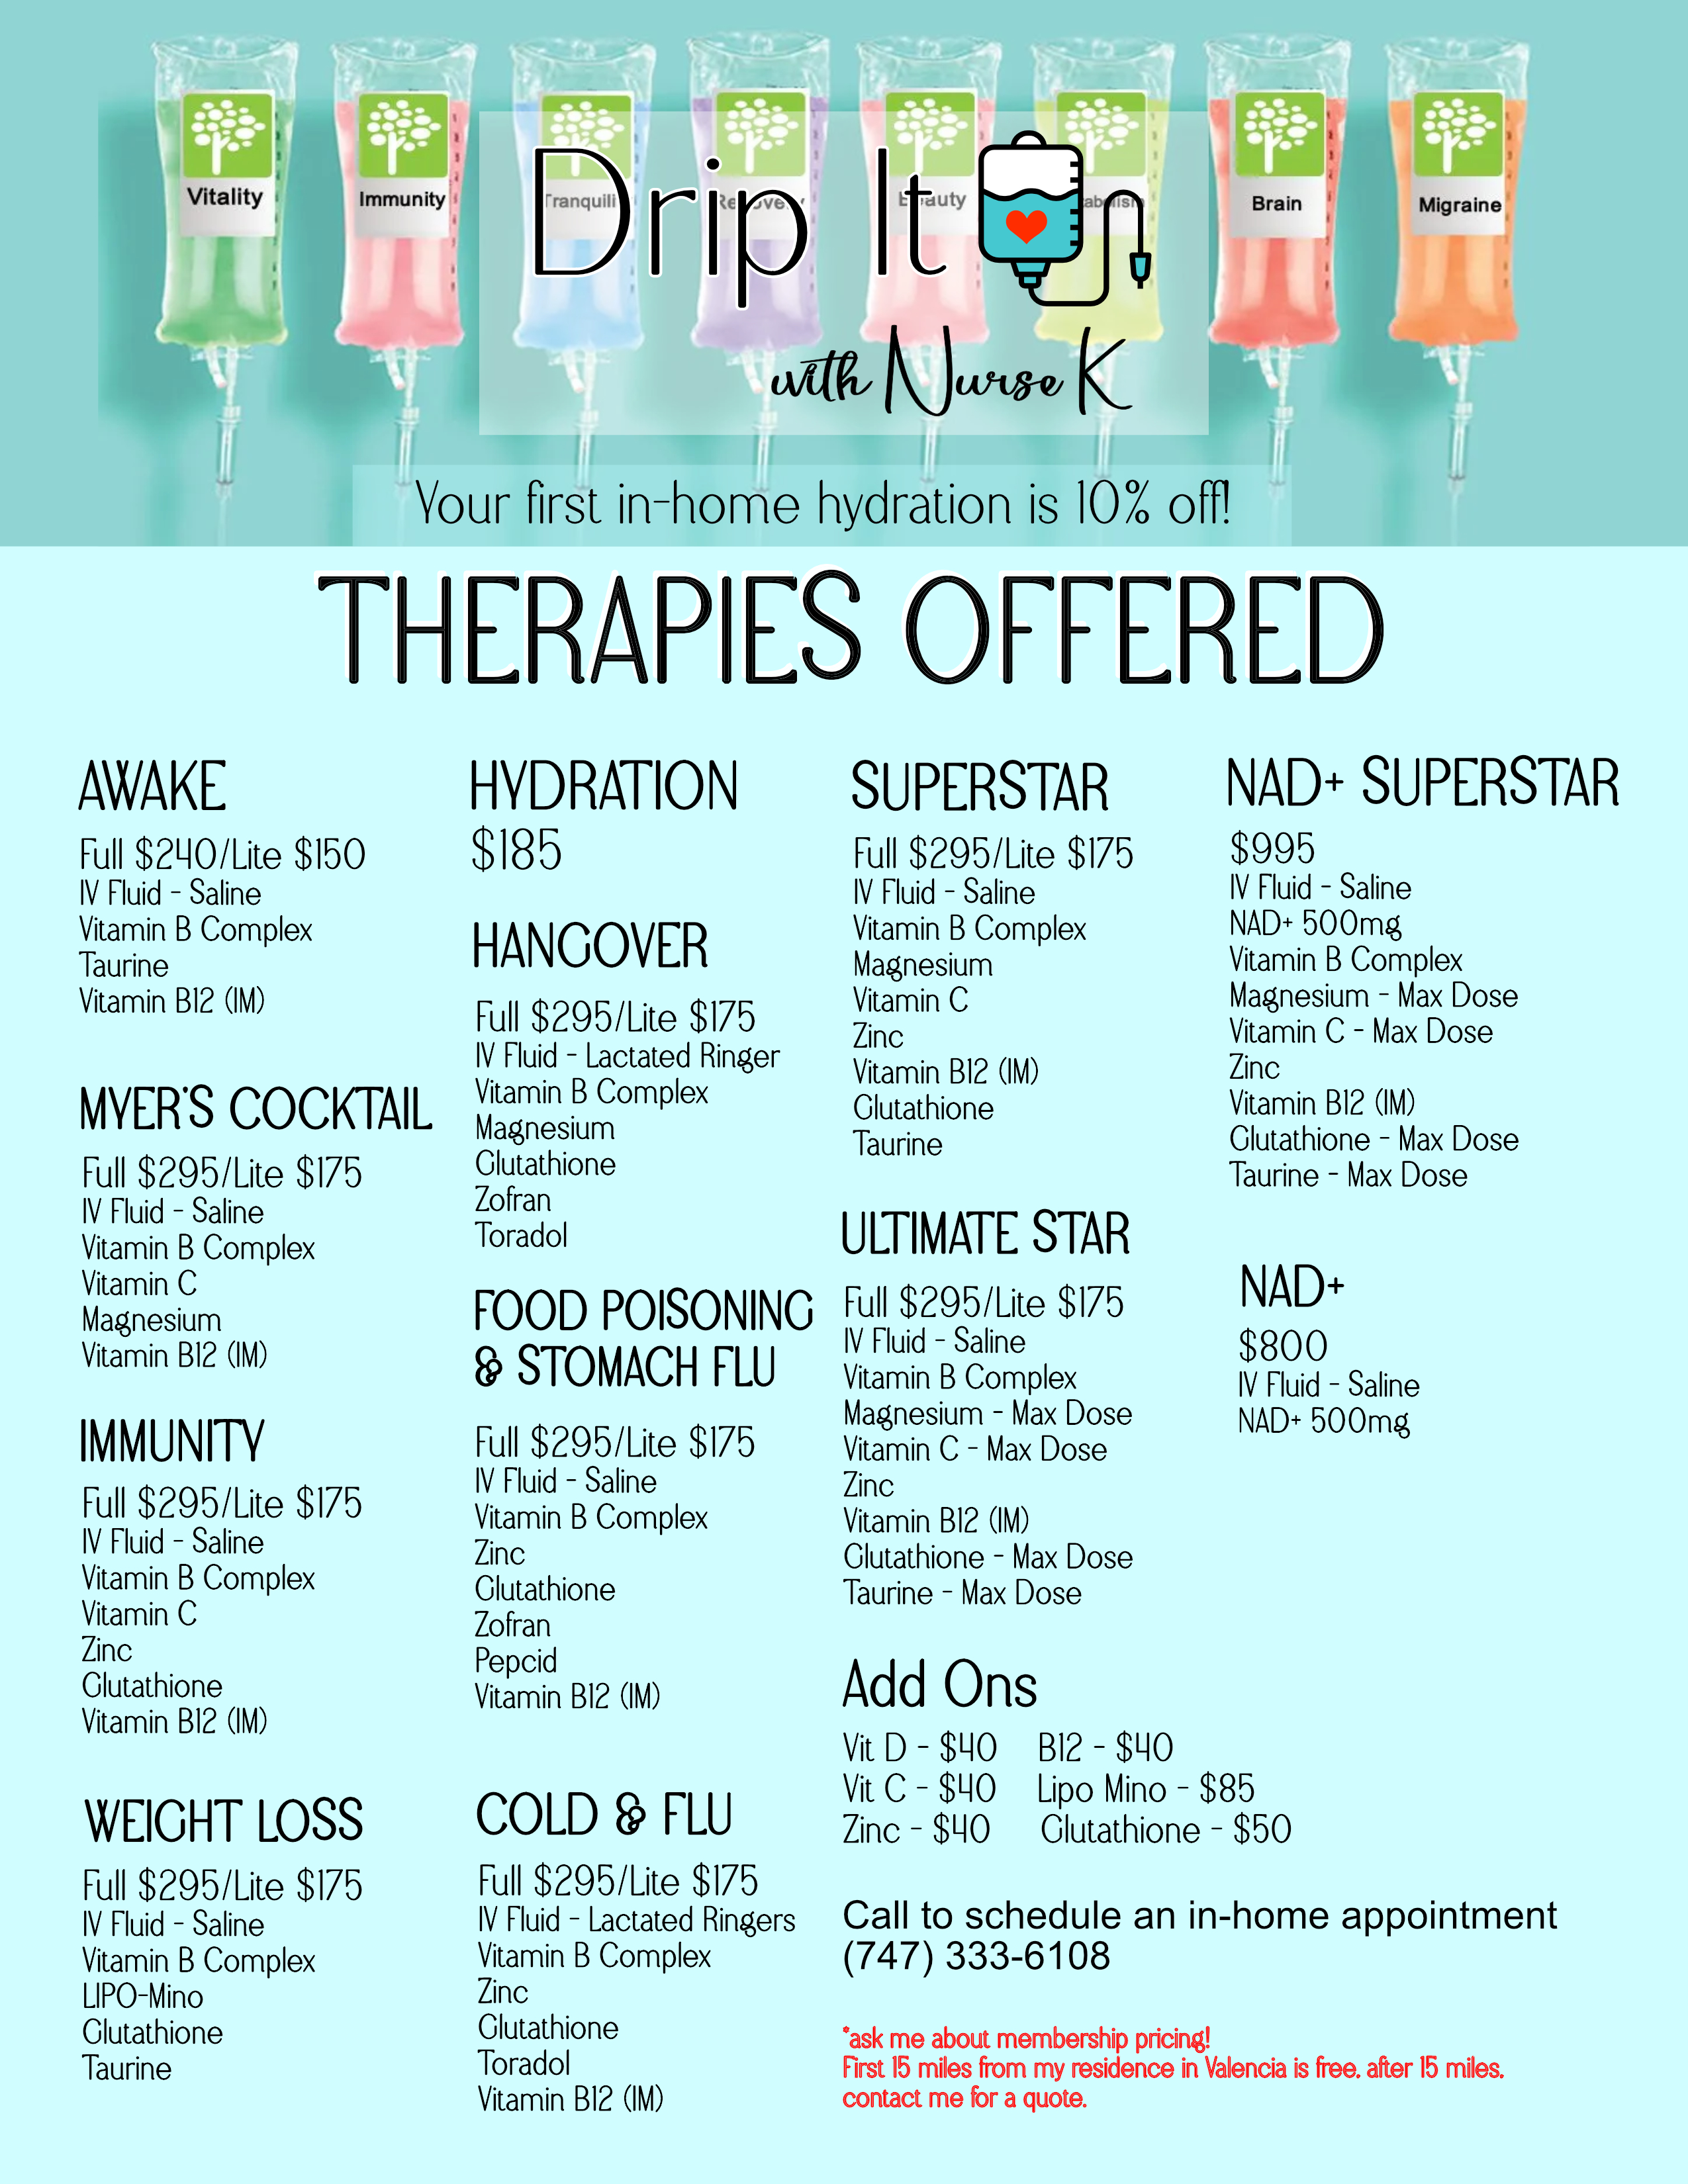 Vitality
Immunity
Tranquili
Beauty
Brain
Migraine
Drip It On
with Nurse K
Your first in-home hydration is 10% off!
THERAPIES OFFERED
AWAKE
Full $240/Lite $150
IV Fluid - Saline
Vitamin B Complex
Taurine
Vitamin B12 (IM)
MYER'S COCKTAIL
Full $295/Lite $175
IV Fluid - Saline
Vitamin B Complex
Vitamin C
Magnesium
Vitamin B12 (IM)
IMMUNITY
Full $295/Lite $175
IV Fluid - Saline
Vitamin B Complex
Vitamin C
Zinc
Glutathione
Vitamin B12 (IM)
WEIGHT LOSS
Full $295/Lite $175
IV Fluid - Saline
Vitamin B Complex
LIPO-Mino
Glutathione
Taurine
HYDRATION
$185
HANGOVER
Full $295/Lite $175
IV Fluid - Lactated Ringer
Vitamin B Complex
Magnesium
Glutathione
Zofran
Toradol
FOOD POISONING
& STOMACH FLU
Full $295/Lite $175
IV Fluid - Saline
Vitamin B Complex
Zinc
Glutathione
Zofran
Pepcid
Vitamin B12 (IM)
COLD & FLU
Full $295/Lite $175
IV Fluid - Lactated Ringers
Vitamin B Complex
Zinc
Glutathione
Toradol
Vitamin B12 (IM)
SUPERSTAR
Full $295/Lite $175
IV Fluid - Saline
Vitamin B Complex
Magnesium
Vitamin C
Zinc
Vitamin B12 (IM)
Glutathione
Taurine
ULTIMATE STAR
Full $295/Lite $175
IV Fluid - Saline
Vitamin B Complex
Magnesium - Max Dose
Vitamin C - Max Dose
Zinc
Vitamin B12 (IM)
Glutathione - Max Dose
Taurine - Max Dose
NAD+ SUPERSTAR
$995
IV Fluid - Saline
NAD+ 500mg
Vitamin B Complex
Magnesium - Max Dose
Vitamin C - Max Dose
Zinc
Vitamin B12 (IM)
Glutathione - Max Dose
Taurine - Max Dose
NAD+
$800
IV Fluid - Saline
NAD+ 500mg
Add Ons
Vit D - $40 B12 - $40
Vit C - $40 Lipo Mino - $85
Zinc - $40 Glutathione - $50
Call to schedule an in-home appointment
(747) 333-6108
*ask me about membership pricing!
First 15 miles from my residence in Valencia is free, after 15 miles,
contact me for a quote.